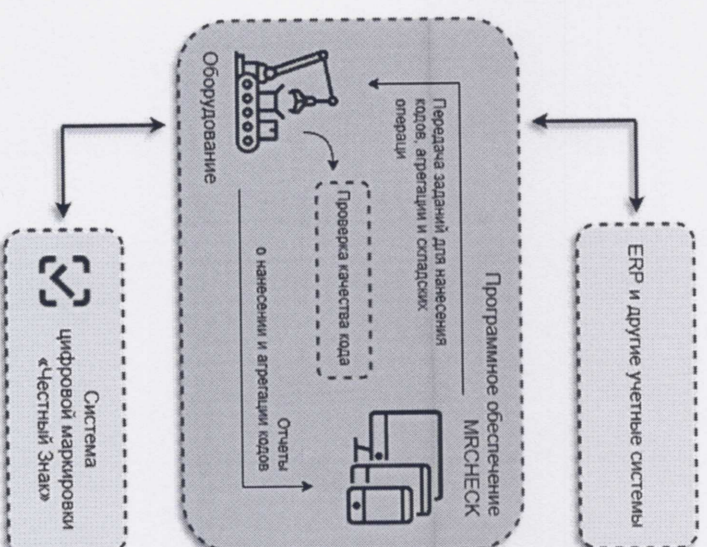 ERP и другие учетные системы
Программное обеспечение
MRCHECK
Передача заданий для нанесения
кодов, агрегации и складских
операци
Проверка качества кода
Оборудование
Отчеты
о нанесении и агрегации кодов
Система
цифровой маркировки
«Честный Знак»